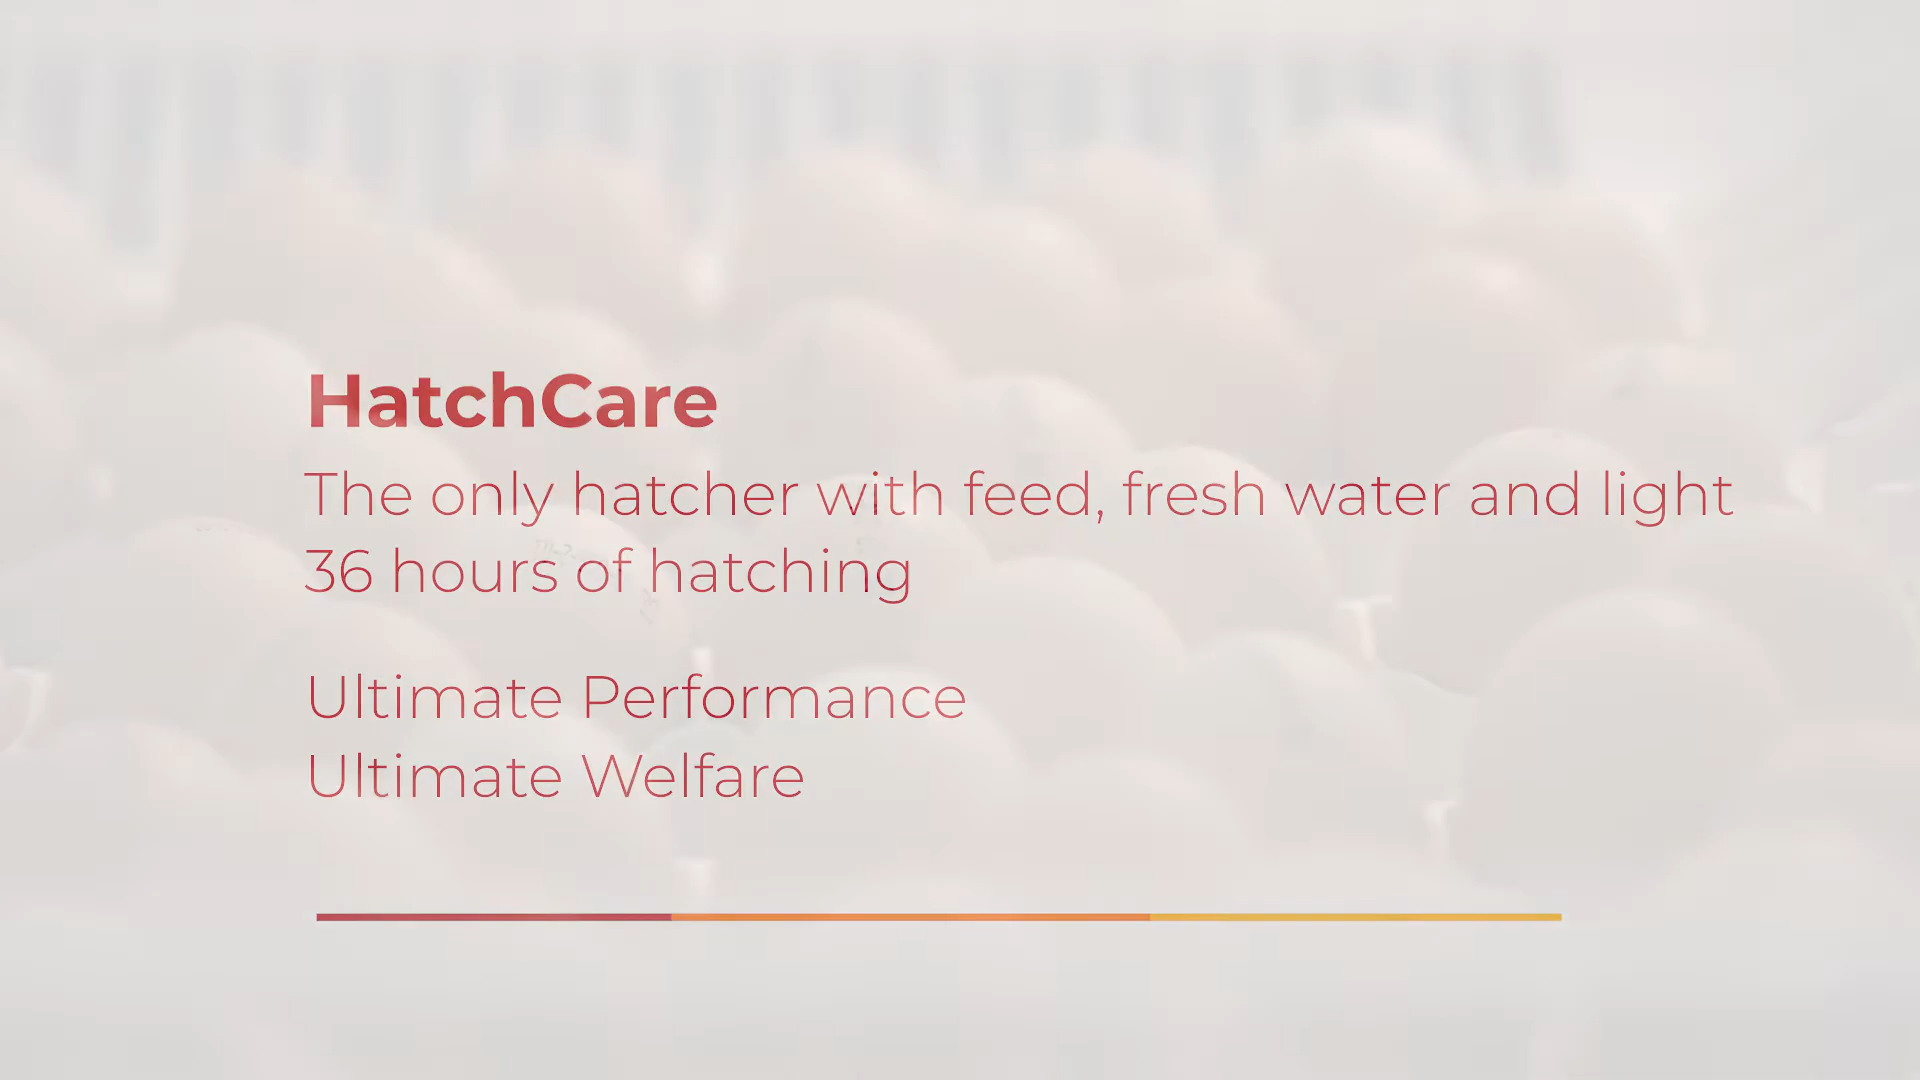 HatchCare
The only hatcher with feed, fresh water and light
36 hours of hatching
Ultimate Performance
Ultimate Welfare